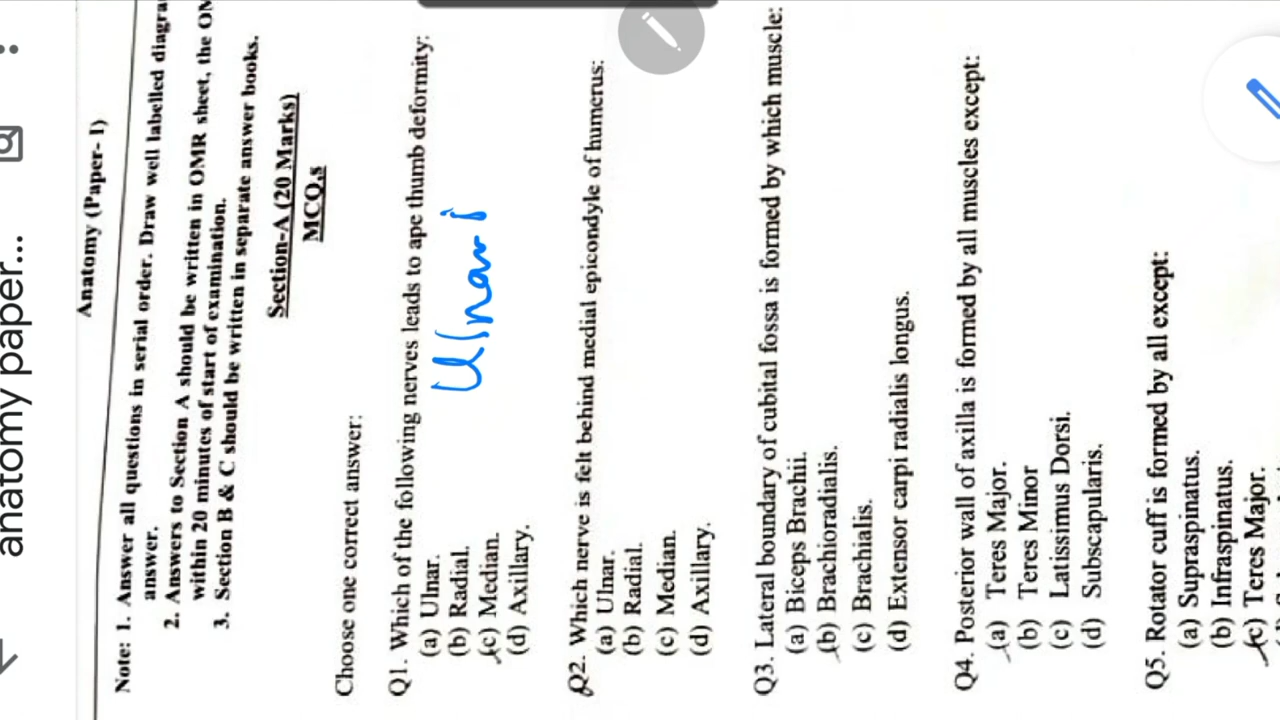 anatomy paper...
Anatomy (Paper- I)
Note: 1. Answer all questions in serial order. Draw well labelled
answer.
2. Answers to Section A should be written in OMR sheet, the
within 20 minutes of start of examination.
3. Section B & C should be written in separate answer books.
Section-A (20 Marks)
MCQ,s
Choose one correct answer:
Q1. Which of the following nerves leads to ape thumb deformity:
Ulnar
(a) Ulnar.
(b) Radial.
(c) Median.
(d) Axillary.
Q2. Which nerve is felt behind medial epicondyle of humerus:
(a) Ulnar.
(b) Radial.
(c) Median.
(d) Axillary.
Q3. Lateral boundary of cubital fossa is formed by which muscle:
(a) Biceps Brachii.
(b) Brachioradialis.
(c) Brachialis.
(d) Extensor carpi radialis longus.
Q4. Posterior wall of axilla is formed by all muscles except:
(a) Teres Major.
(b) Teres Minor
(c) Latissimus Dorsi.
(d) Subscapularis.
Q5. Rotator cuff is formed by all except:
(a) Supraspinatus.
(b) Infraspinatus.
(c) Teres Major.